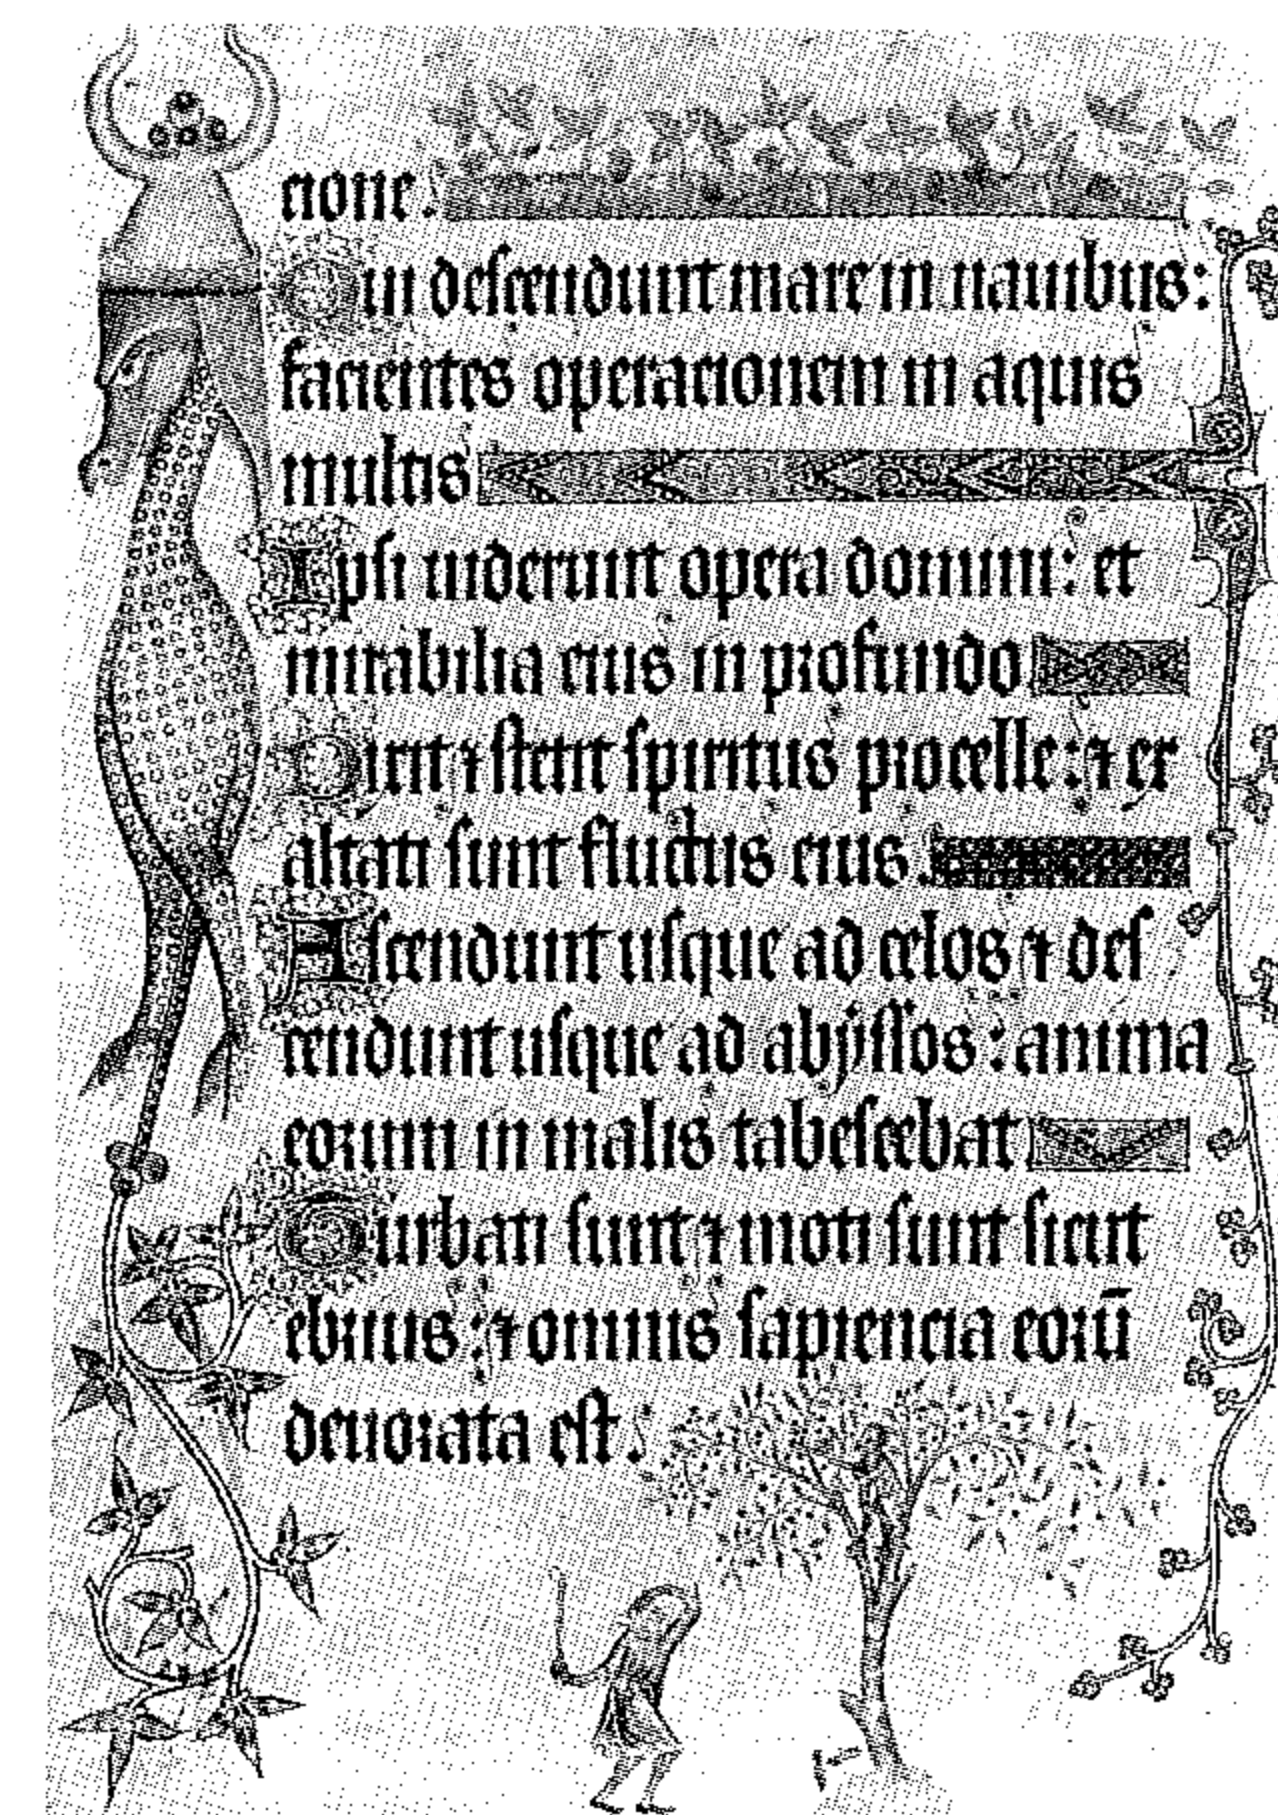 cione.
Qui descendunt mare in nauibus:
facientes operacionem in aquis
multis
Ipsi uiderunt opera domini: et
mirabilia eius in profundo
Dixit ⁊ stetit spiritus procelle: ⁊ ex
altati sunt fluctus eius.
Ascendunt usque ad celos ⁊ des
cendunt usque ad abyssos: anima
eorum in malis tabescebat
Turbati sunt ⁊ moti sunt sicut
ebrius: ⁊ omnis sapiencia eorū
deuorata est.